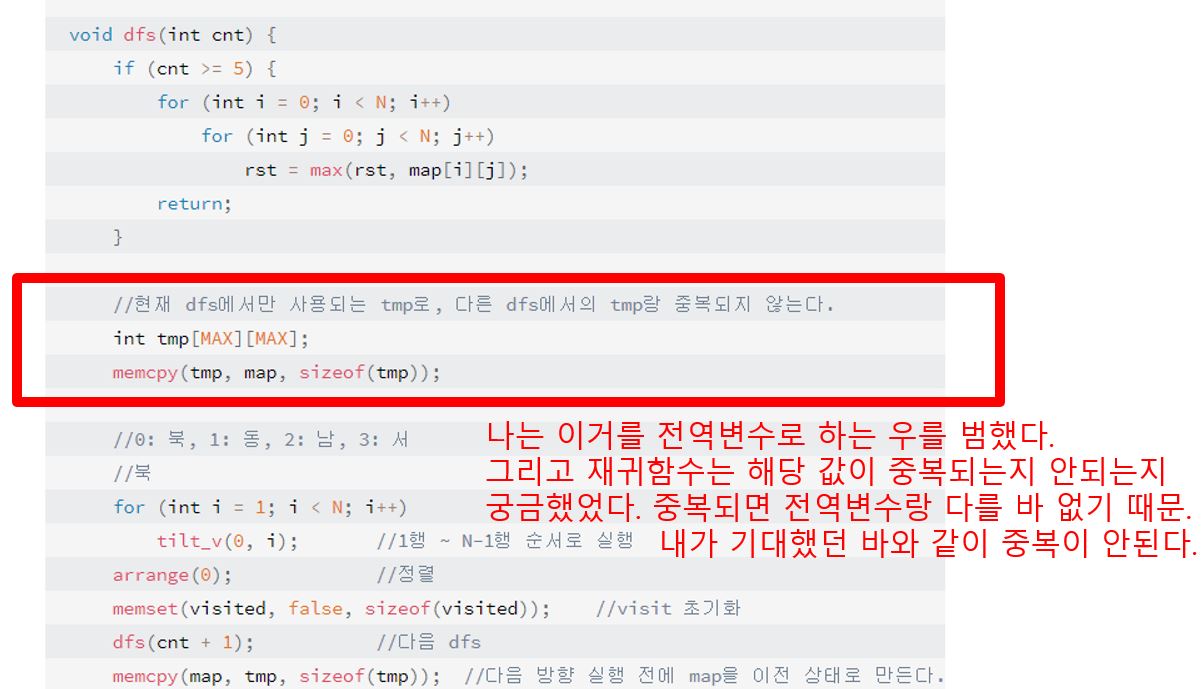 void dfs(int cnt) {
if (cnt >= 5) {
for (int i = 0; i < N; i++)
for (int j = 0; j < N; j++)
rst = max(rst, map[i][j]);
return;
}
//현재 dfs에서만 사용되는 tmp로, 다른 dfs에서의 tmp랑 중복되지 않는다.
int tmp[MAX][MAX];
memcpy(tmp, map, sizeof(tmp));
//0: 북, 1: 동, 2: 남, 3: 서
나는 이거를 전역변수로 하는 우를 범했다.
//북
그리고 재귀함수는 해당 값이 중복되는지 안되는지
for (int i = 1; i < N; i++)
궁금했었다. 중복되면 전역변수랑 다를 바 없기 때문.
tilt_v(0, i); //1행 ~ N-1행 순서로 실행
내가 기대했던 바와 같이 중복이 안된다.
arrange(0); //정렬
memset(visited, false, sizeof(visited)); //visit 초기화
dfs(cnt + 1); //다음 dfs
memcpy(map, tmp, sizeof(tmp)); //다음 방향 실행 전에 map을 이전 상태로 만든다.